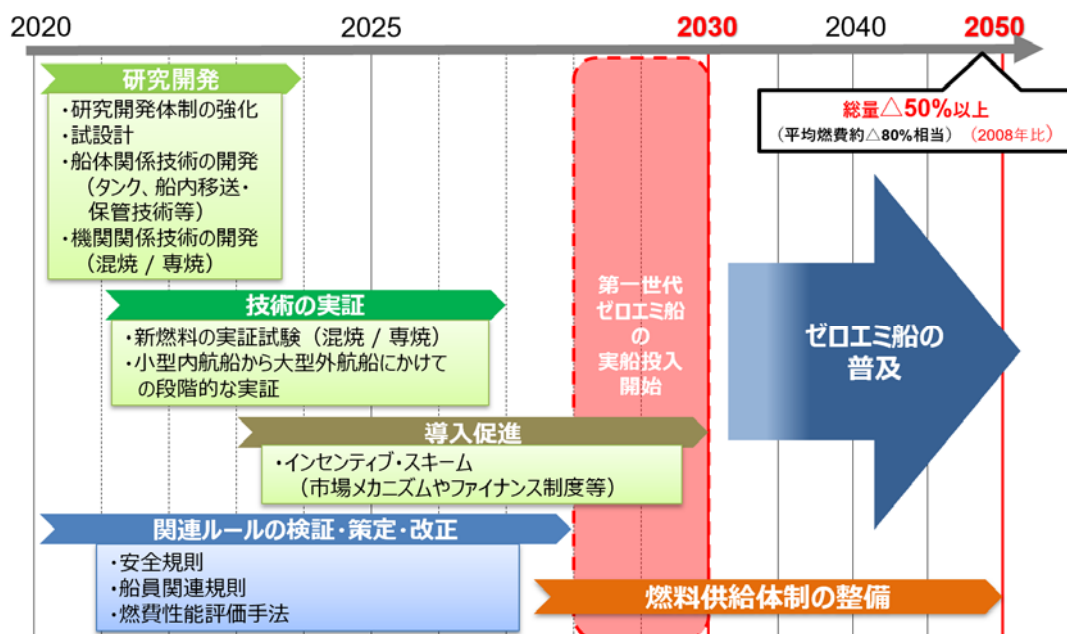 2020
2025
2030
2040
2050
総量△50%以上
（平均燃費約△80%相当）（2008年比）
研究開発
・研究開発体制の強化
・試設計
・船体関係技術の開発
（タンク、船内移送・
保管技術等）
・機関関係技術の開発
（混焼 / 専焼）
技術の実証
・新燃料の実証試験（混焼 / 専焼）
・小型内航船から大型外航船にかけて
の段階的な実証
導入促進
・インセンティブ・スキーム
（市場メカニズムやファイナンス制度等）
関連ルールの検証・策定・改正
・安全規則
・船員関連規則
・燃費性能評価手法
第一世代
ゼロエミ船
の
実船投入
開始
ゼロエミ船の
普及
燃料供給体制の整備